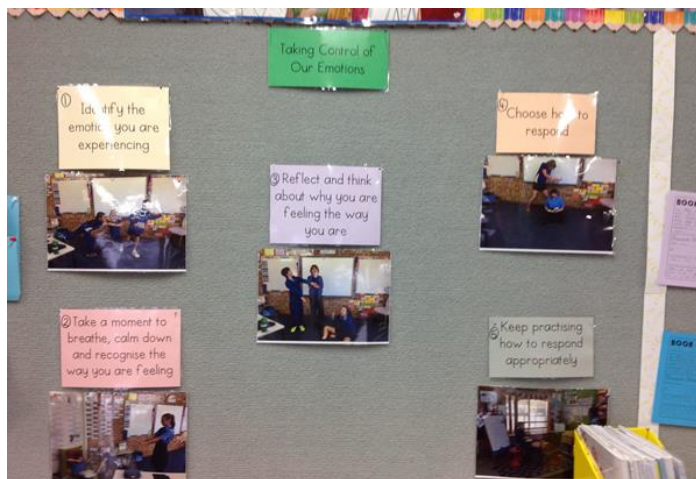 Taking Control of
Our Emotions
① Identify the
emotion you are
experiencing
② Take a moment to
breathe, calm down
and recognise the
way you are feeling
③ Reflect and think
about why you are
feeling the way
you are
④ Choose how to
respond
⑤ Keep practising
how to respond
appropriately
BOOK
BOOK